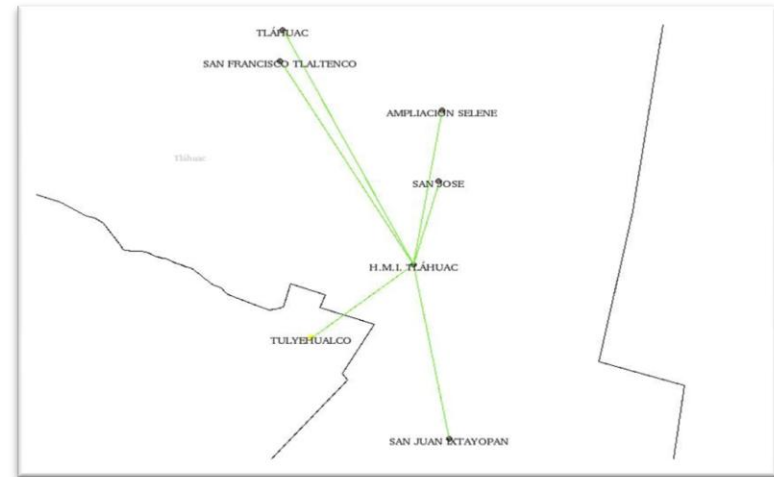 TLÁHUAC
SAN FRANCISCO TLALTENCO
AMPLIACIÓN SELENE
Tláhuac
SAN JOSE
H.M.I. TLÁHUAC
TULYEHUALCO
SAN JUAN IXTAYOPAN